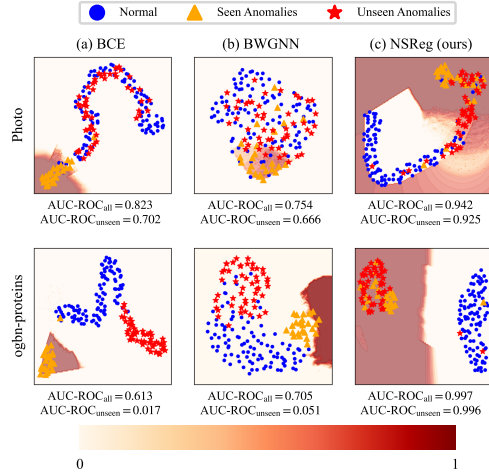 Normal Seen Anomalies Unseen Anomalies
(a) BCE (b) BWGNN (c) NSReg (ours)
Photo
AUC-ROCall=0.823 AUC-ROCall=0.754 AUC-ROCall=0.942
AUC-ROCunseen=0.702 AUC-ROCunseen=0.666 AUC-ROCunseen=0.925
ogbn-proteins
AUC-ROCall=0.613 AUC-ROCall=0.705 AUC-ROCall=0.997
AUC-ROCunseen=0.017 AUC-ROCunseen=0.051 AUC-ROCunseen=0.996
0 1